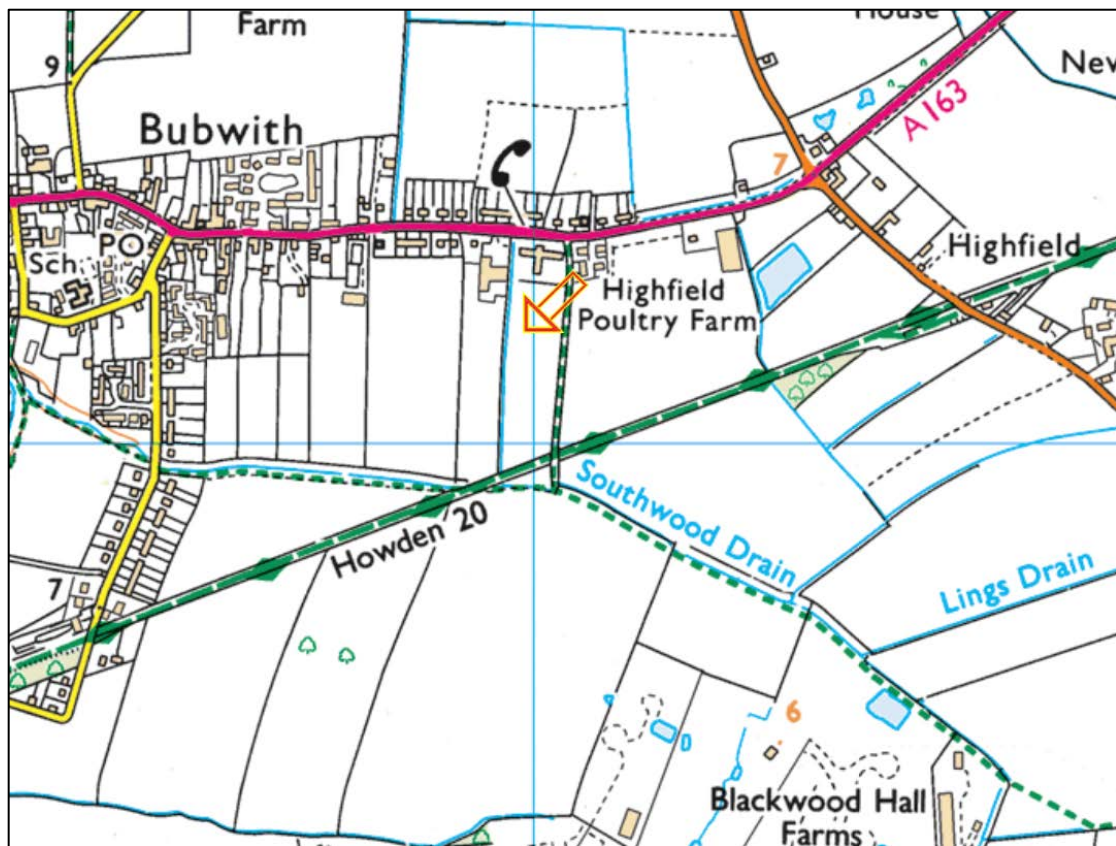 House
Farm
9
New
Bubwith
A 163
7
PO
Sch
Highfield
Highfield
Poultry Farm
Southwood Drain
Howden 20
Lings Drain
7
6
Blackwood Hall
Farms